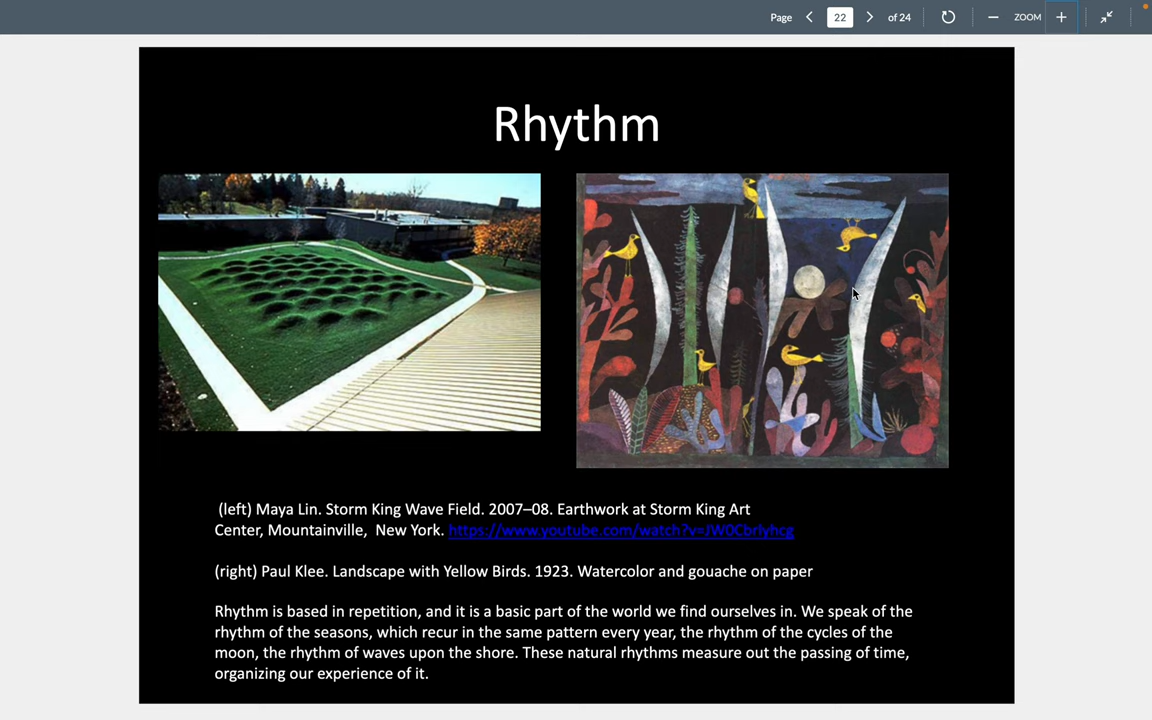 Page 22 of 24 ZOOM
Rhythm
(left) Maya Lin. Storm King Wave Field. 2007–08. Earthwork at Storm King Art
Center, Mountainville, New York. https://www.youtube.com/watch?v=JW0Cbrlyhcg
(right) Paul Klee. Landscape with Yellow Birds. 1923. Watercolor and gouache on paper
Rhythm is based in repetition, and it is a basic part of the world we find ourselves in. We speak of the
rhythm of the seasons, which recur in the same pattern every year, the rhythm of the cycles of the
moon, the rhythm of waves upon the shore. These natural rhythms measure out the passing of time,
organizing our experience of it.